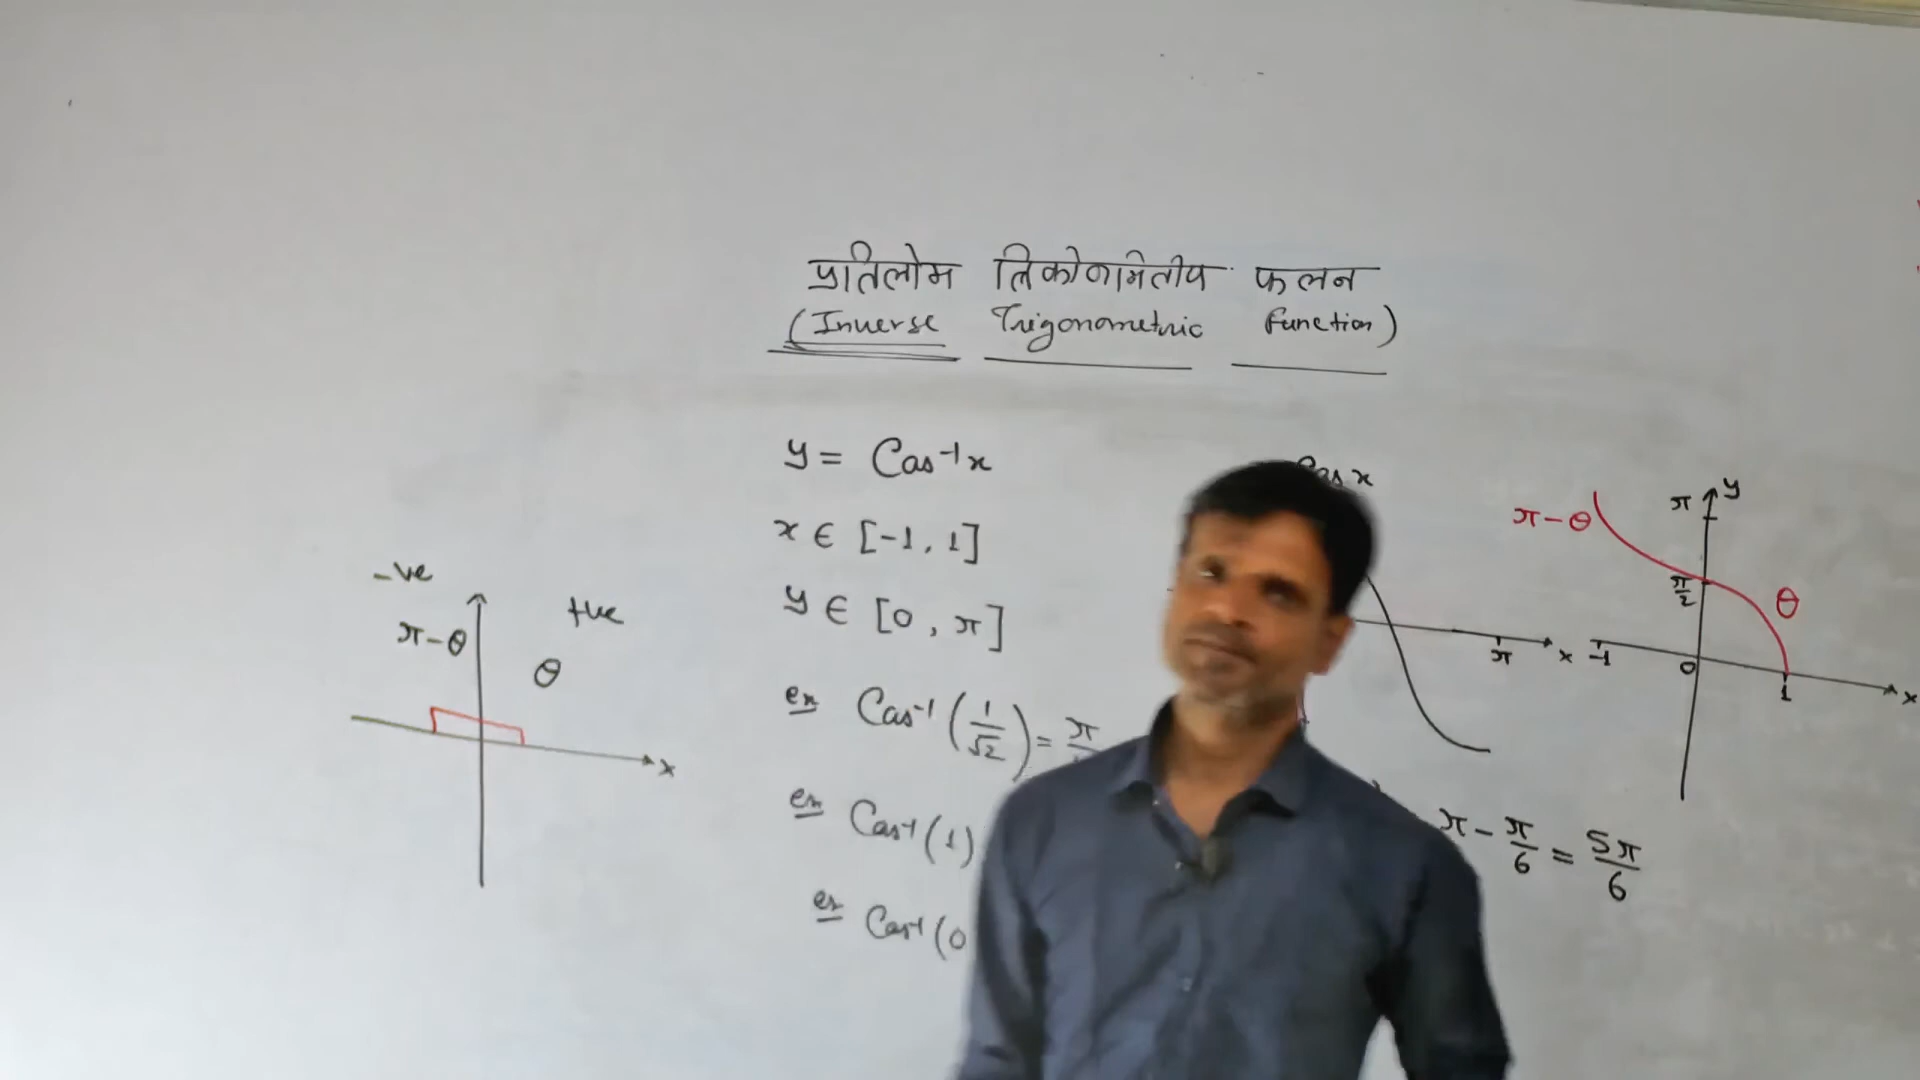 प्रतिलोम त्रिकोणमितीय फलन
(Inverse Trigonometric Function)
y = Cos⁻¹x
x ∈ [-1, 1]
y ∈ [0, π]
ex Cos⁻¹(1/√2) = π
ex Cos⁻¹(1)
ex Cos⁻¹(0
-ve
+ve
π-θ
θ
x
Cos x
π
x
π
y
π-θ
π/2
θ
-1
0
1
x
π - π/6 = 5π/6